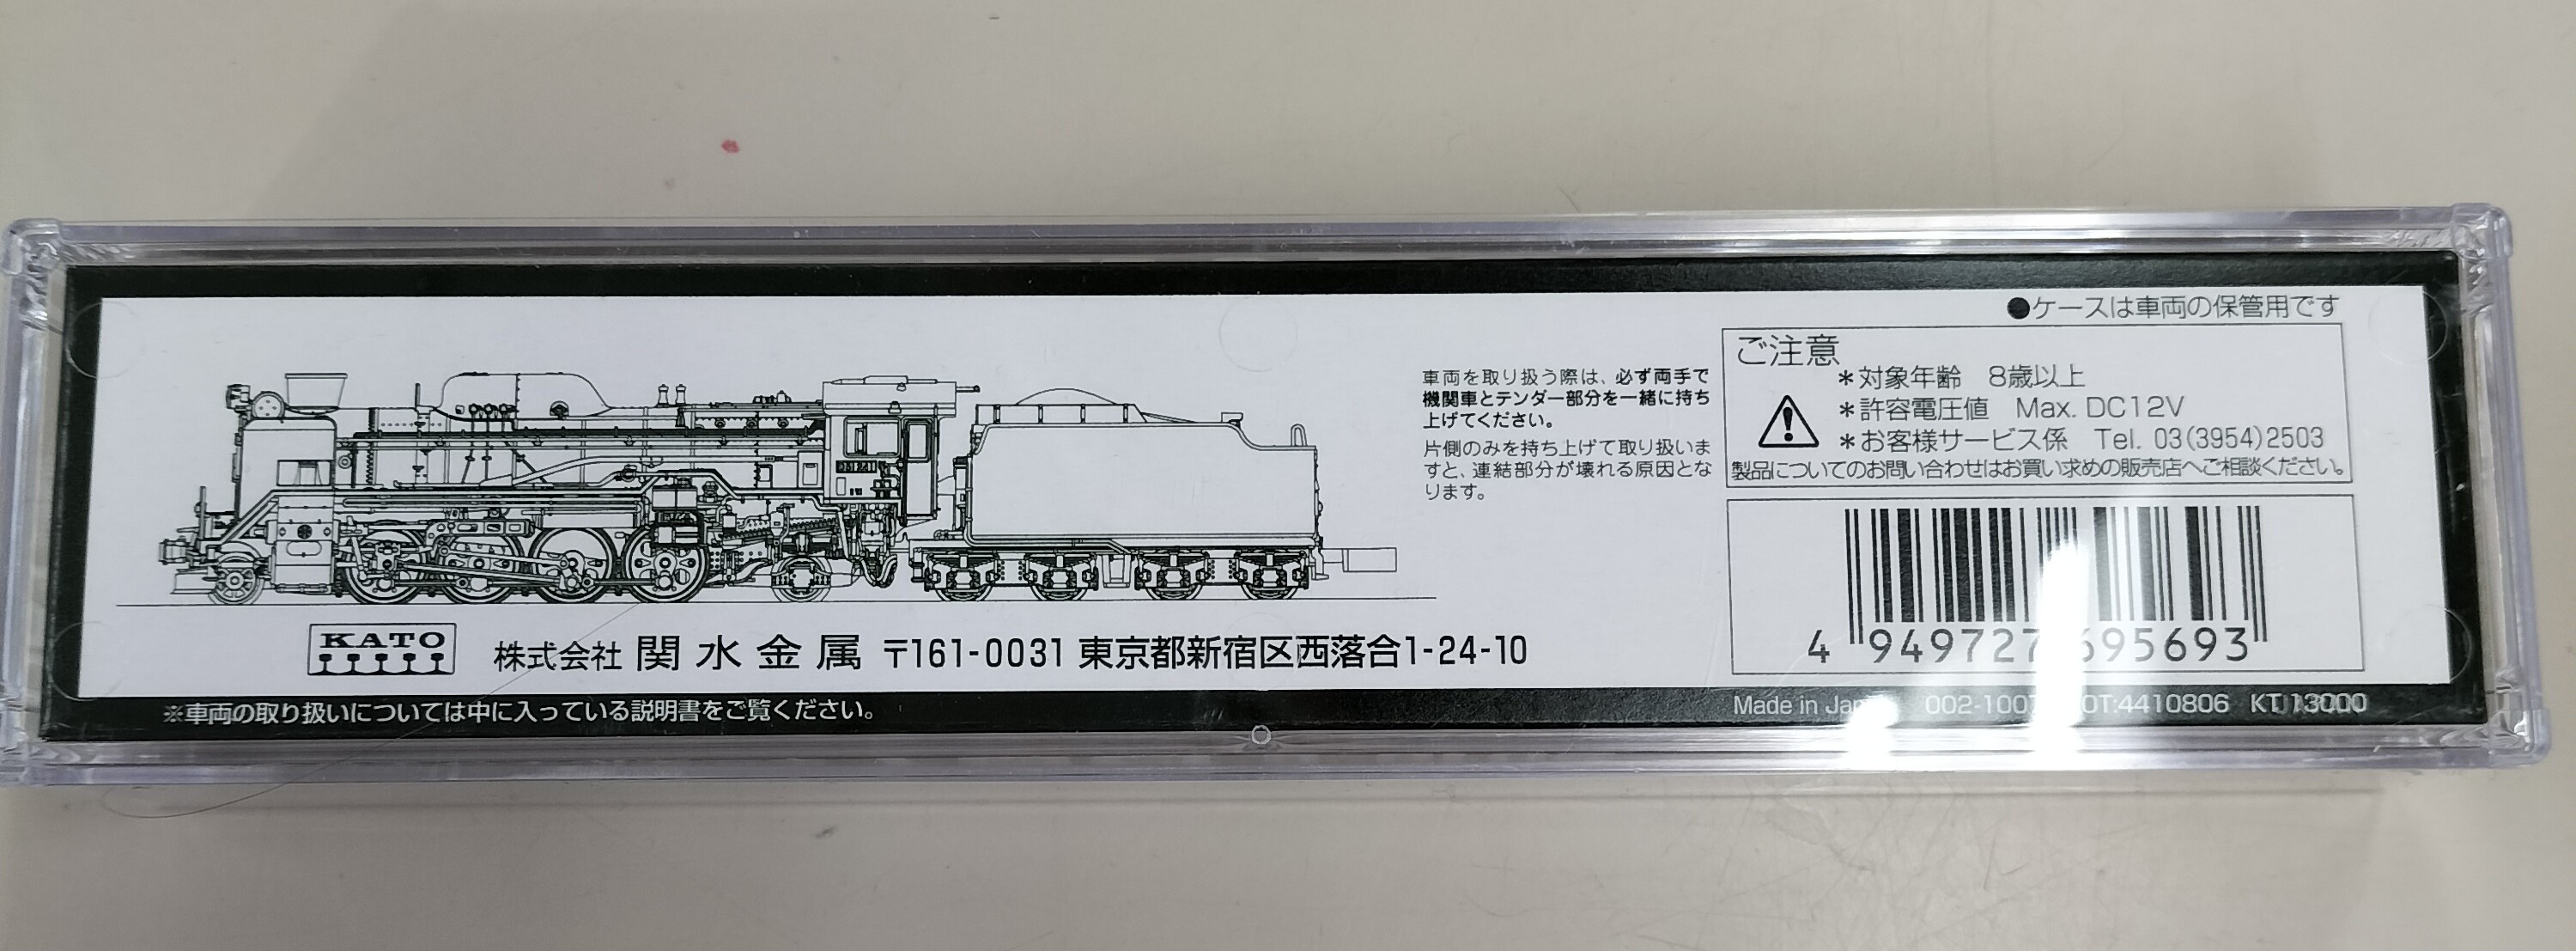 ●ケースは車両の保管用です
車両を取り扱う際は、必ず両手で
機関車とテンダー部分を一緒に持ち
上げてください。
片側のみを持ち上げて取り扱いま
すと、連結部分が壊れる原因とな
ります。
ご注意
＊対象年齢 8歳以上
＊許容電圧値 Max. DC12V
＊お客様サービス係 Tel. 03(3954)2503
製品についてのお問い合わせはお買い求めの販売店へご相談ください。
KATO
株式会社 関水金属 〒161-0031 東京都新宿区西落合1-24-10
4 949727 695693
※車両の取り扱いについては中に入っている説明書をご覧ください。
Made in 002-100 OT:4410806 KT 13000